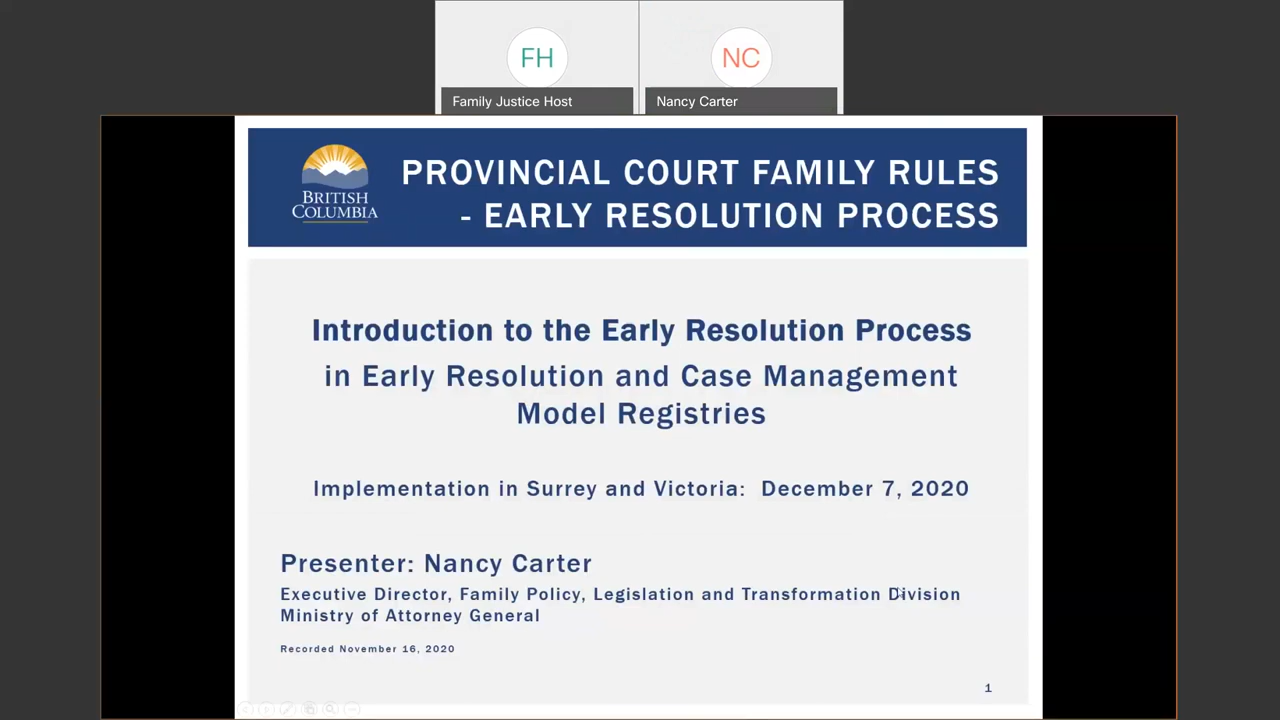 FH
NC
Family Justice Host
Nancy Carter
PROVINCIAL COURT FAMILY RULES
- EARLY RESOLUTION PROCESS
BRITISH
COLUMBIA
Introduction to the Early Resolution Process
in Early Resolution and Case Management
Model Registries
Implementation in Surrey and Victoria: December 7, 2020
Presenter: Nancy Carter
Executive Director, Family Policy, Legislation and Transformation Division
Ministry of Attorney General
Recorded November 16, 2020
1